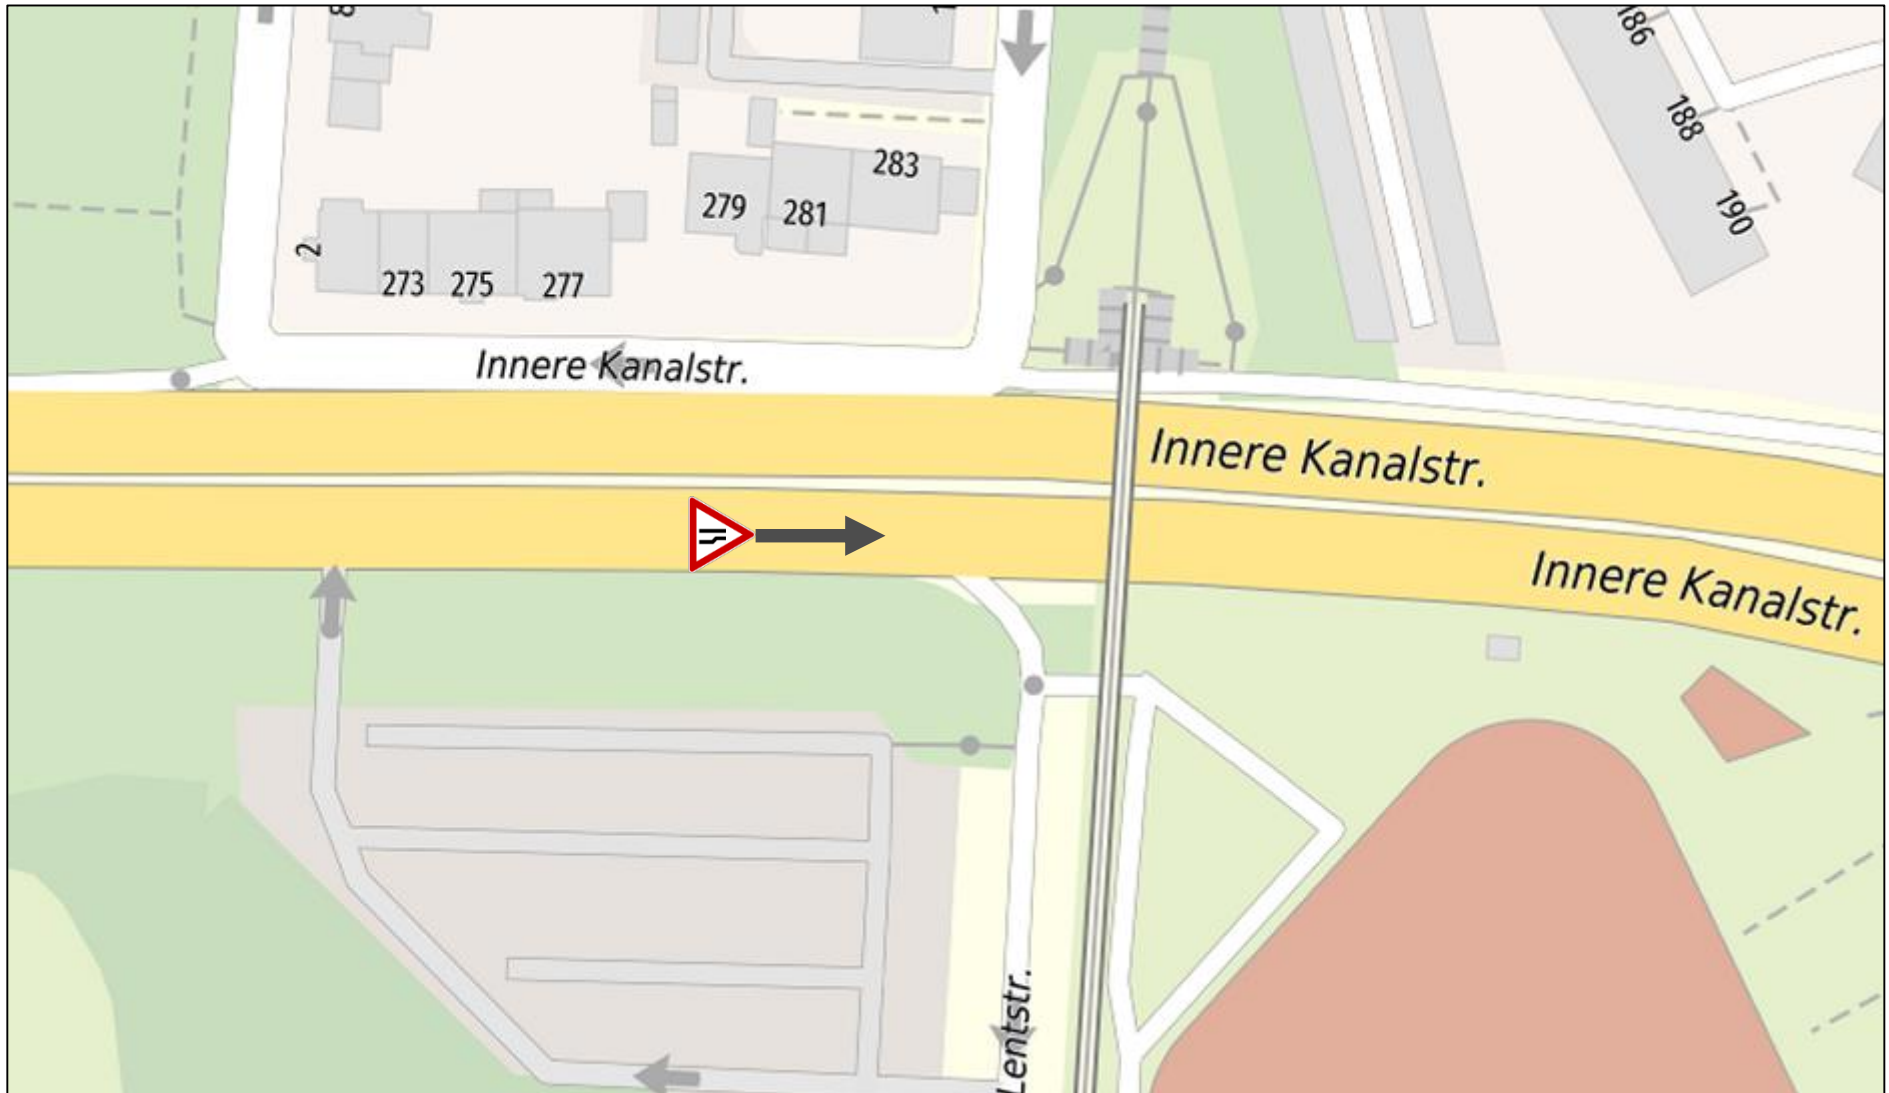 186
188
190
283
279
281
2
273
275
277
Innere Kanalstr.
Innere Kanalstr.
Innere Kanalstr.
Lentstr.